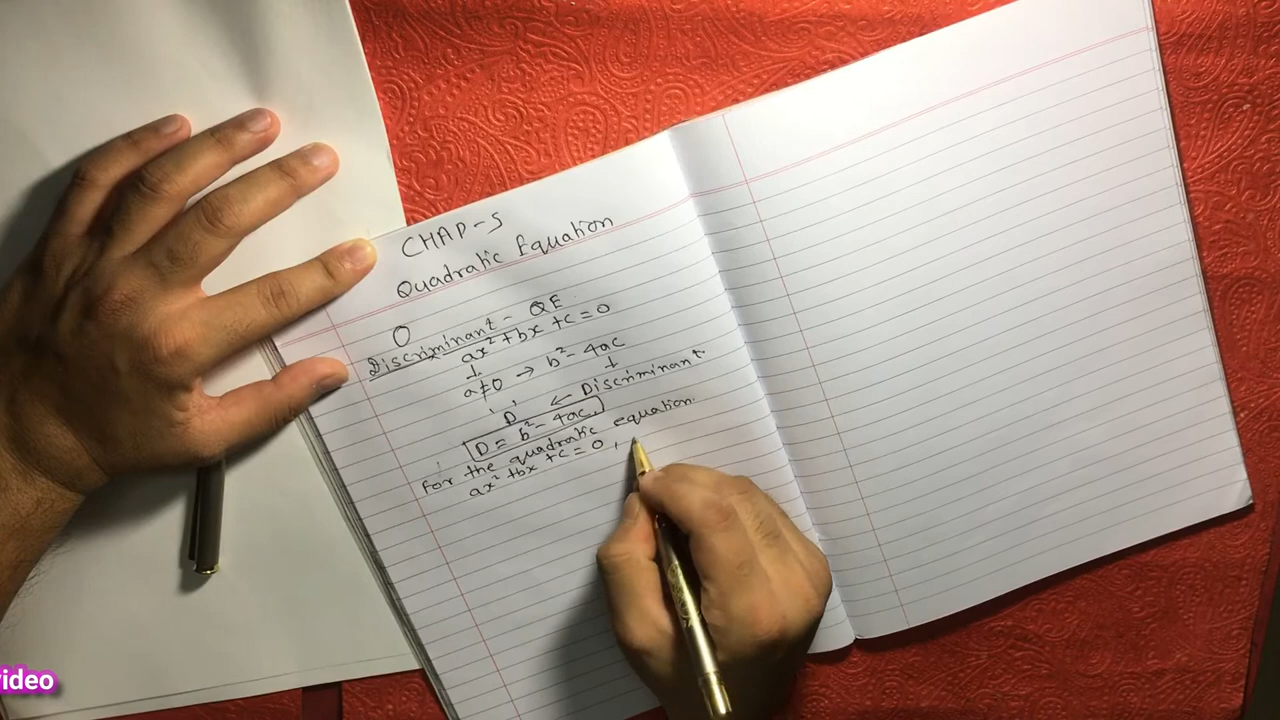 CHAP-5
Quadratic Equation
O
Discriminant - QE
ax² + bx + c = 0
↓
a≠0 → b² - 4ac
↓
'D' ← Discriminant.
D = b² - 4ac.
For the quadratic equation.
ax² + bx + c = 0,
video